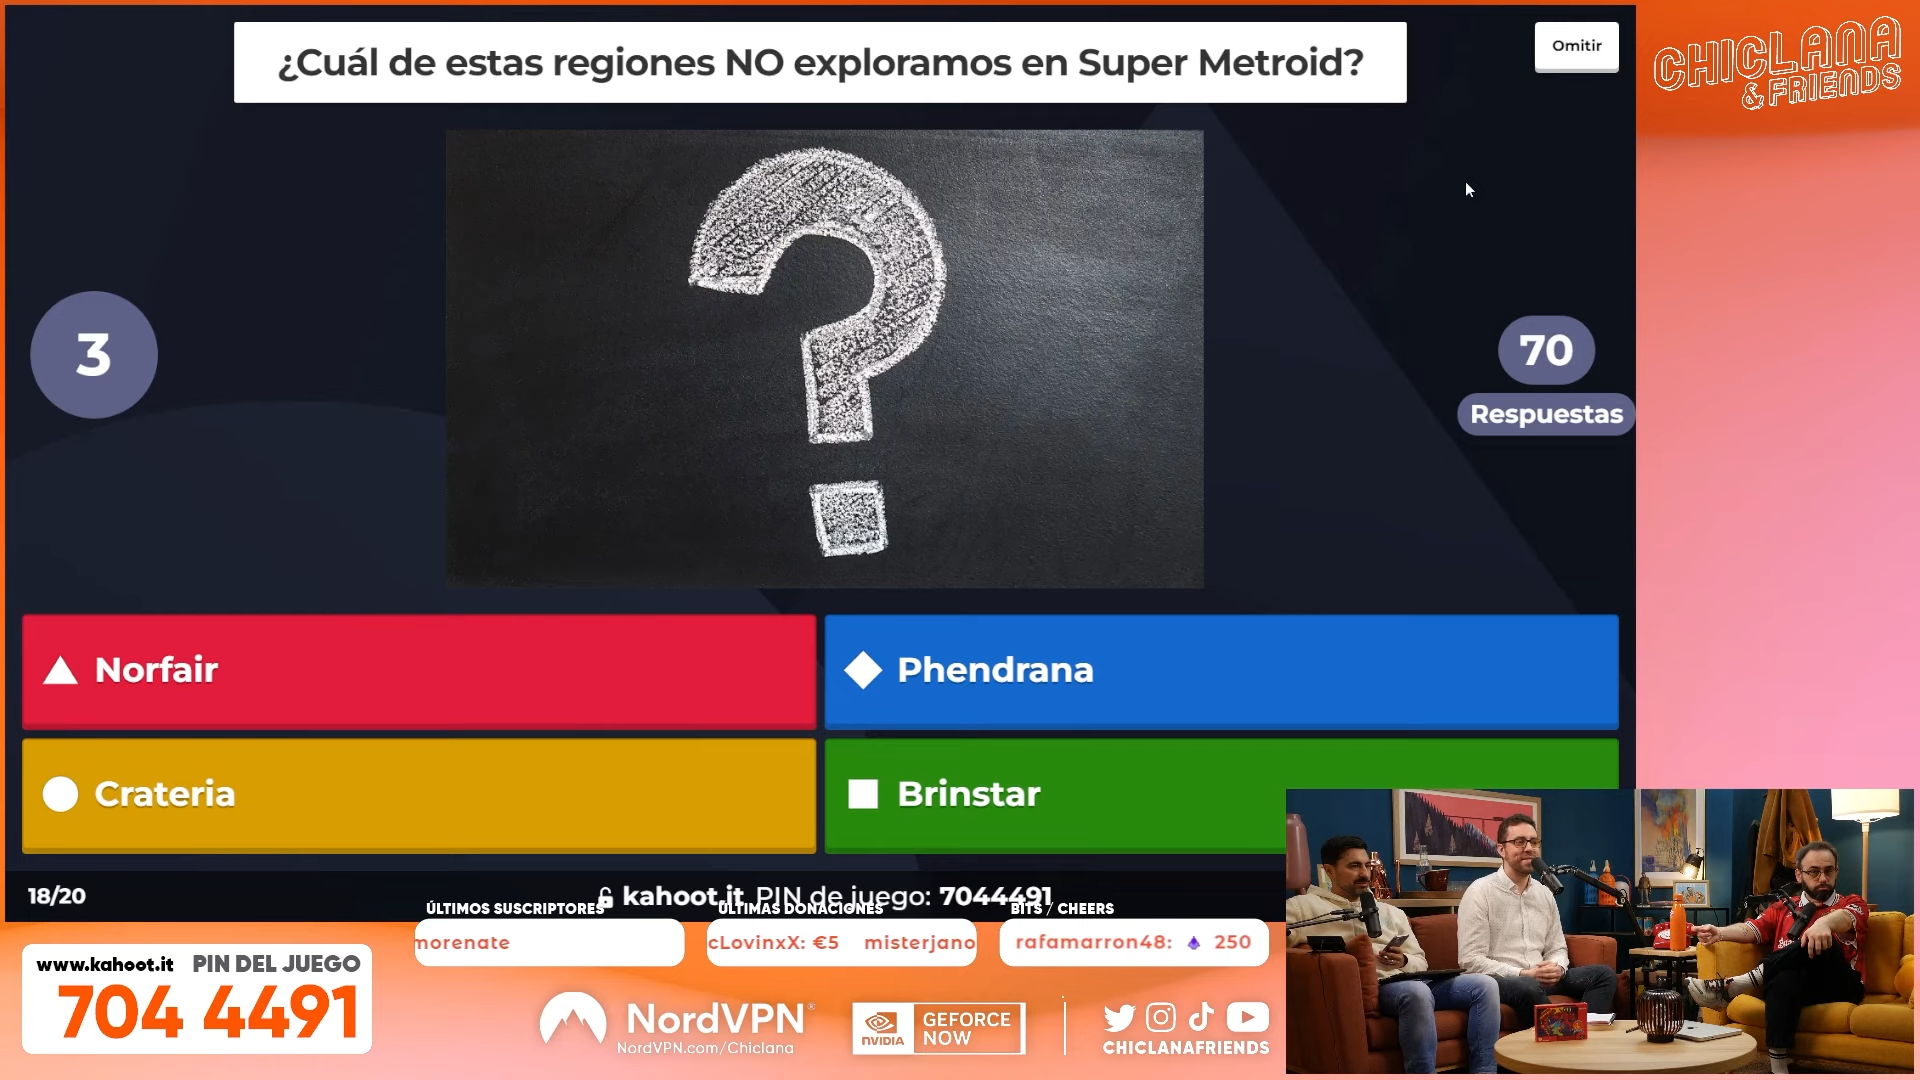 ¿Cuál de estas regiones NO exploramos en Super Metroid?
Omitir
CHICLANA
&FRIENDS
3
70
Respuestas
Norfair
Phendrana
Crateria
Brinstar
18/20
kahoot.it PIN de juego: 7044491
ÚLTIMOS SUSCRIPTORES
ÚLTIMAS DONACIONES
BITS / CHEERS
morenate
cLovinxX: €5 misterjano
rafamarron48: 250
www.kahoot.it PIN DEL JUEGO
704 4491
NordVPN®
NordVPN.com/Chiclana
NVIDIA
GEFORCE
NOW
CHICLANAFRIENDS